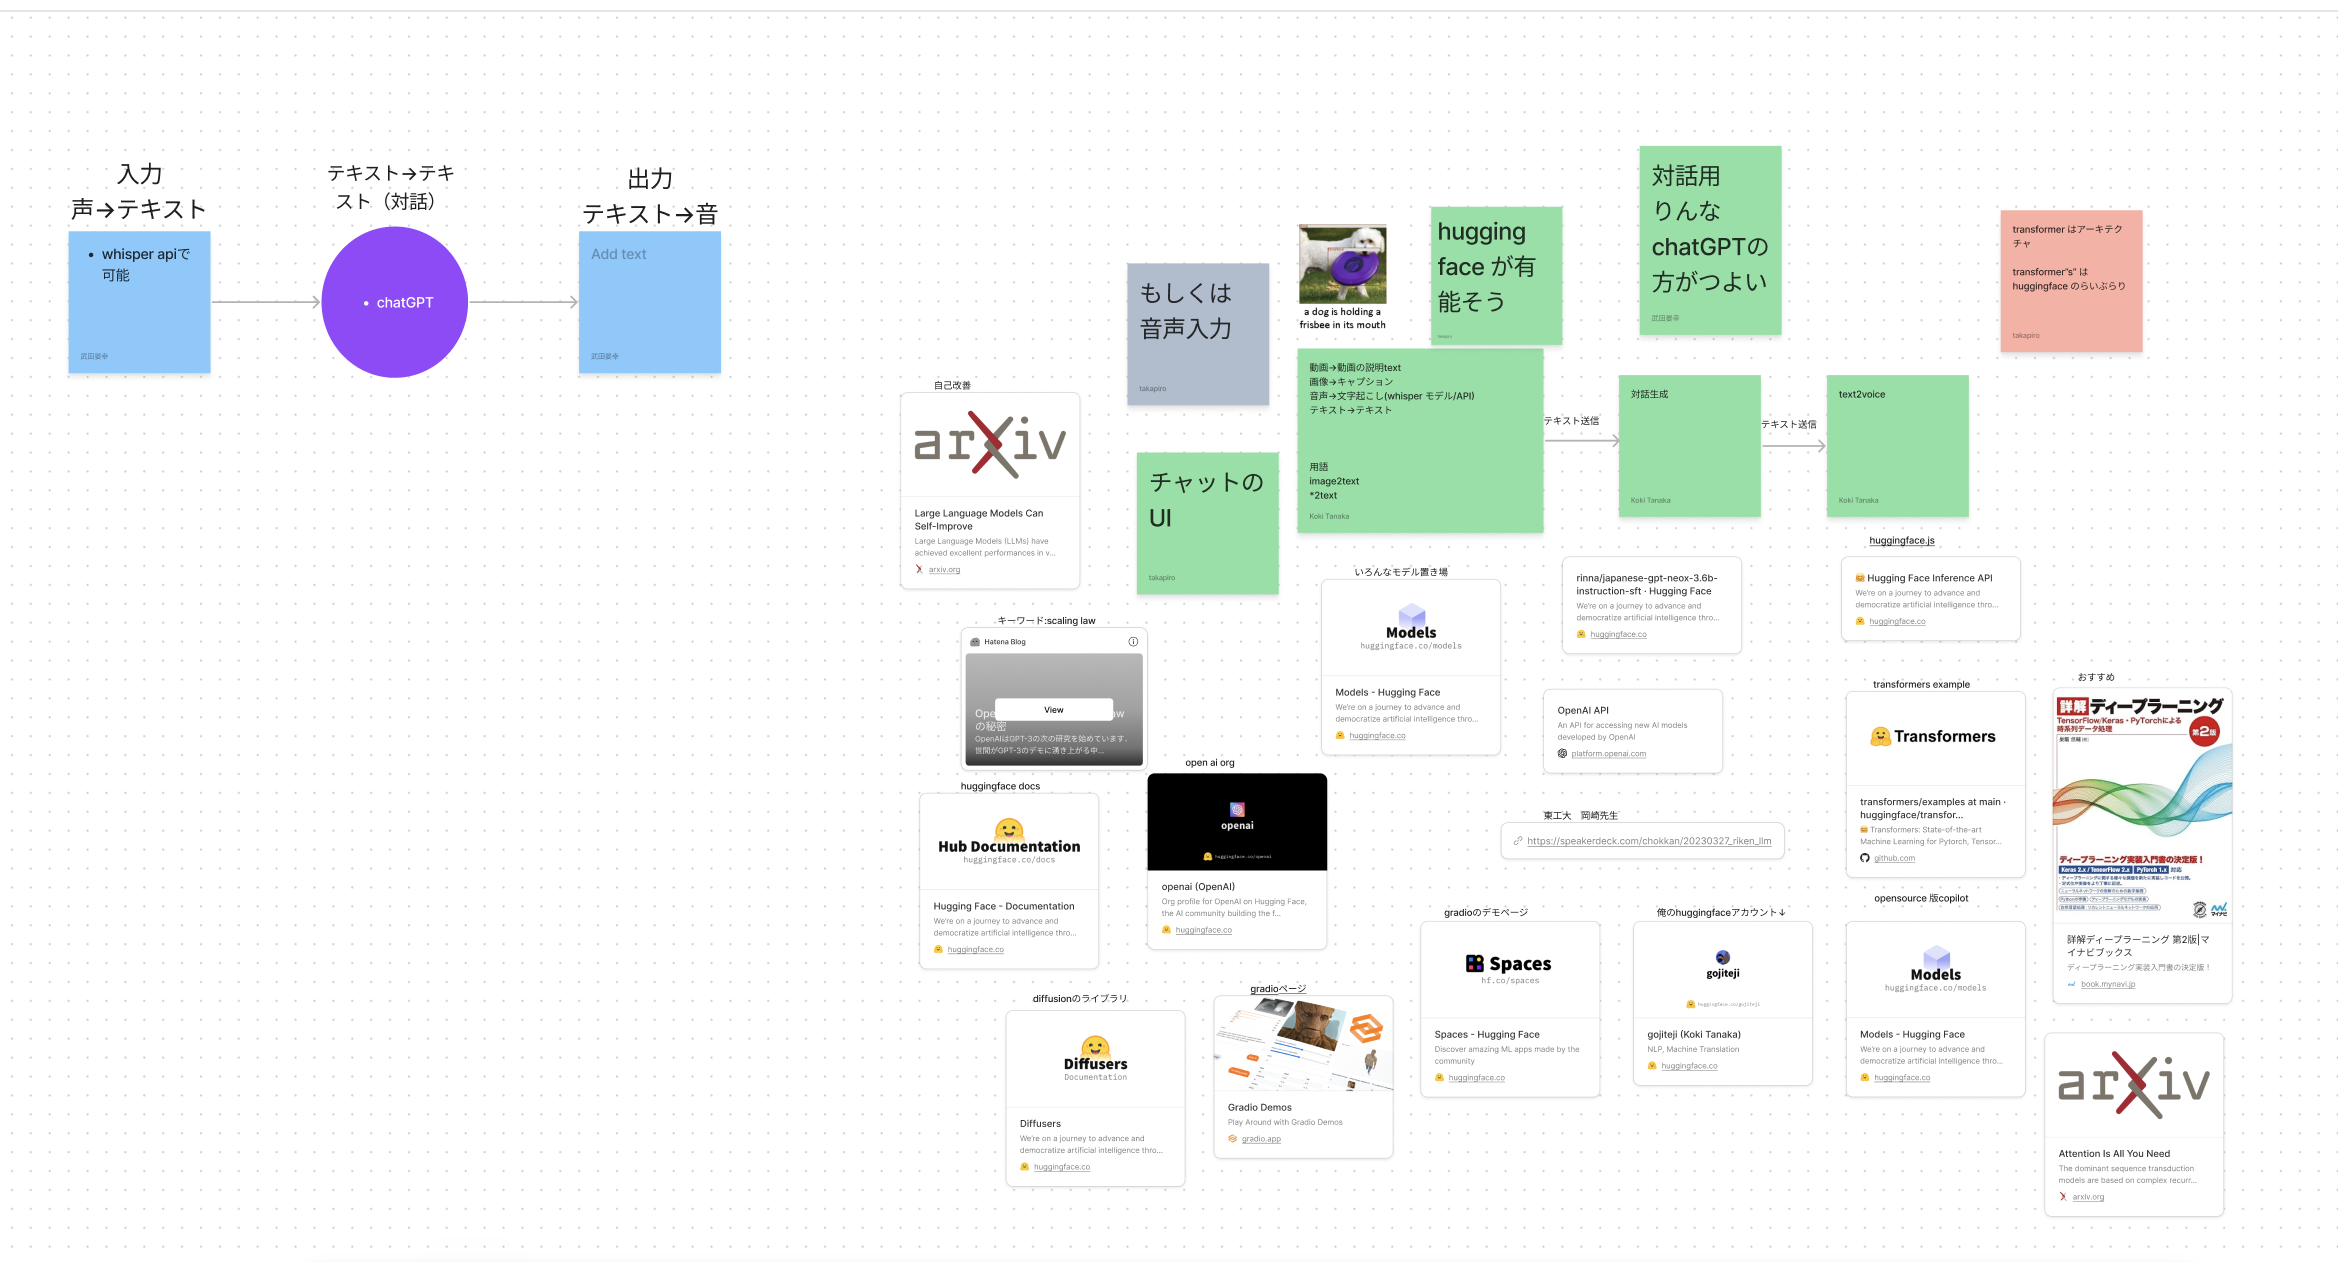 入力
声→テキスト
• whisper apiで
可能
武田晏幸
テキスト→テキ
スト（対話）
• chatGPT
出力
テキスト→音
Add text
武田晏幸
もしくは
音声入力
takapiro
a dog is holding a
frisbee in its mouth
hugging
face が有
能そう
takapiro
対話用
りんな
chatGPTの
方がつよい
武田晏幸
transformer はアーキテク
チャ
transformer"s" は
huggingface のらいぶらり
takapiro
動画→動画の説明text
画像→キャプション
音声→文字起こし(whisper モデル/API)
テキスト→テキスト
用語
image2text
*2text
Koki Tanaka
テキスト送信
対話生成
Koki Tanaka
テキスト送信
text2voice
Koki Tanaka
チャットの
UI
takapiro
自己改善
arXiv
Large Language Models Can
Self-Improve
Large Language Models (LLMs) have
achieved excellent performances in v...
arxiv.org
キーワード:scaling law
Hatena Blog
View
Ope
aw
の秘密
OpenAIはGPT-3の次の研究を始めています.
世間がGPT-3のデモに湧き上がる中...
いろんなモデル置き場
Models
huggingface.co/models
Models - Hugging Face
We're on a journey to advance and
democratize artificial intelligence thro...
huggingface.co
rinna/japanese-gpt-neox-3.6b-
instruction-sft · Hugging Face
We're on a journey to advance and
democratize artificial intelligence thro...
huggingface.co
huggingface.js
🤗 Hugging Face Inference API
We're on a journey to advance and
democratize artificial intelligence thro...
huggingface.co
OpenAI API
An API for accessing new AI models
developed by OpenAI
platform.openai.com
transformers example
Transformers
transformers/examples at main ·
huggingface/transfor...
🤗 Transformers: State-of-the-art
Machine Learning for Pytorch, Tensor...
github.com
おすすめ
詳解 ディープラーニング
TensorFlow/Keras・PyTorchによる
時系列データ処理
第2版
ディープラーニング実装入門書の決定版！
Keras 2.x / TensorFlow 2.x | PyTorch 1.x 対応
マイナビ
詳解ディープラーニング 第2版|マ
イナビブックス
ディープラーニング実装入門書の決定版！
book.mynavi.jp
huggingface docs
Hub Documentation
huggingface.co/docs
Hugging Face - Documentation
We're on a journey to advance and
democratize artificial intelligence thro...
huggingface.co
open ai org
openai
huggingface.co/openai
openai (OpenAI)
Org profile for OpenAI on Hugging Face,
the AI community building the f...
huggingface.co
東工大　岡崎先生
https://speakerdeck.com/chokkan/20230327_riken_llm
gradioのデモページ
Spaces
hf.co/spaces
Spaces - Hugging Face
Discover amazing ML apps made by the
community
huggingface.co
俺のhuggingfaceアカウント↓
gojiteji
huggingface.co/gojiteji
gojiteji (Koki Tanaka)
NLP, Machine Translation
huggingface.co
opensource 版copilot
Models
huggingface.co/models
Models - Hugging Face
We're on a journey to advance and
democratize artificial intelligence thro...
huggingface.co
diffusionのライブラリ
Diffusers
Documentation
Diffusers
We're on a journey to advance and
democratize artificial intelligence thro...
huggingface.co
gradioページ
Gradio Demos
Play Around with Gradio Demos
gradio.app
arXiv
Attention Is All You Need
The dominant sequence transduction
models are based on complex recurr...
arxiv.org